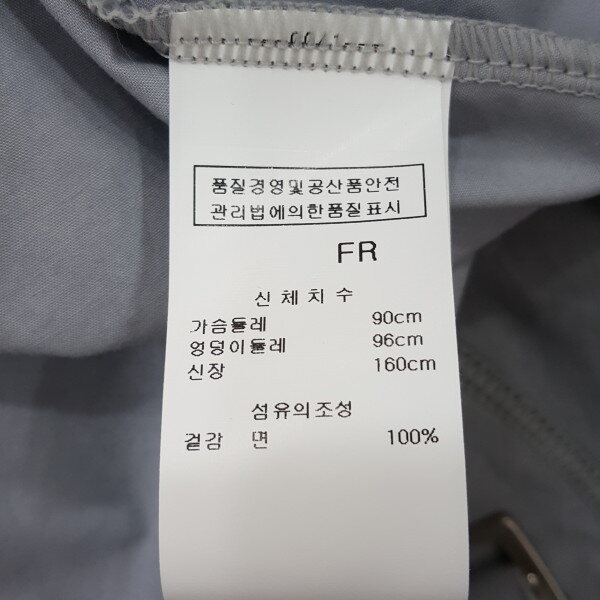 품질경영및공산품안전
관리법에의한품질표시
FR
신체치수
가슴둘레 90cm
엉덩이둘레 96cm
신장 160cm
섬유의조성
겉감 면 100%